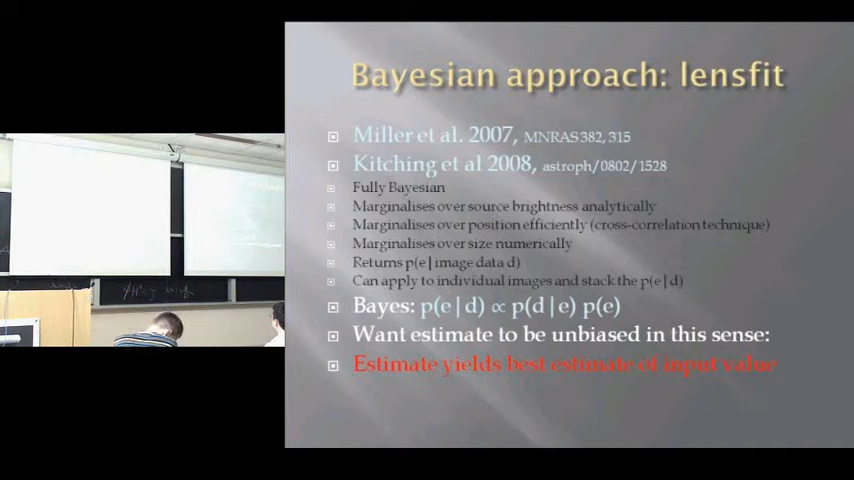 Bayesian approach: lensfit
Miller et al. 2007, MNRAS 382, 315
Kitching et al 2008, astroph/0802/1528
Fully Bayesian
Marginalises over source brightness analytically
Marginalises over position efficiently (cross-correlation technique)
Marginalises over size numerically
Returns p(e|image data d)
Can apply to individual images and stack the p(e|d)
Bayes: p(e|d) ∝ p(d|e) p(e)
Want estimate to be unbiased in this sense:
Estimate yields best estimate of input value